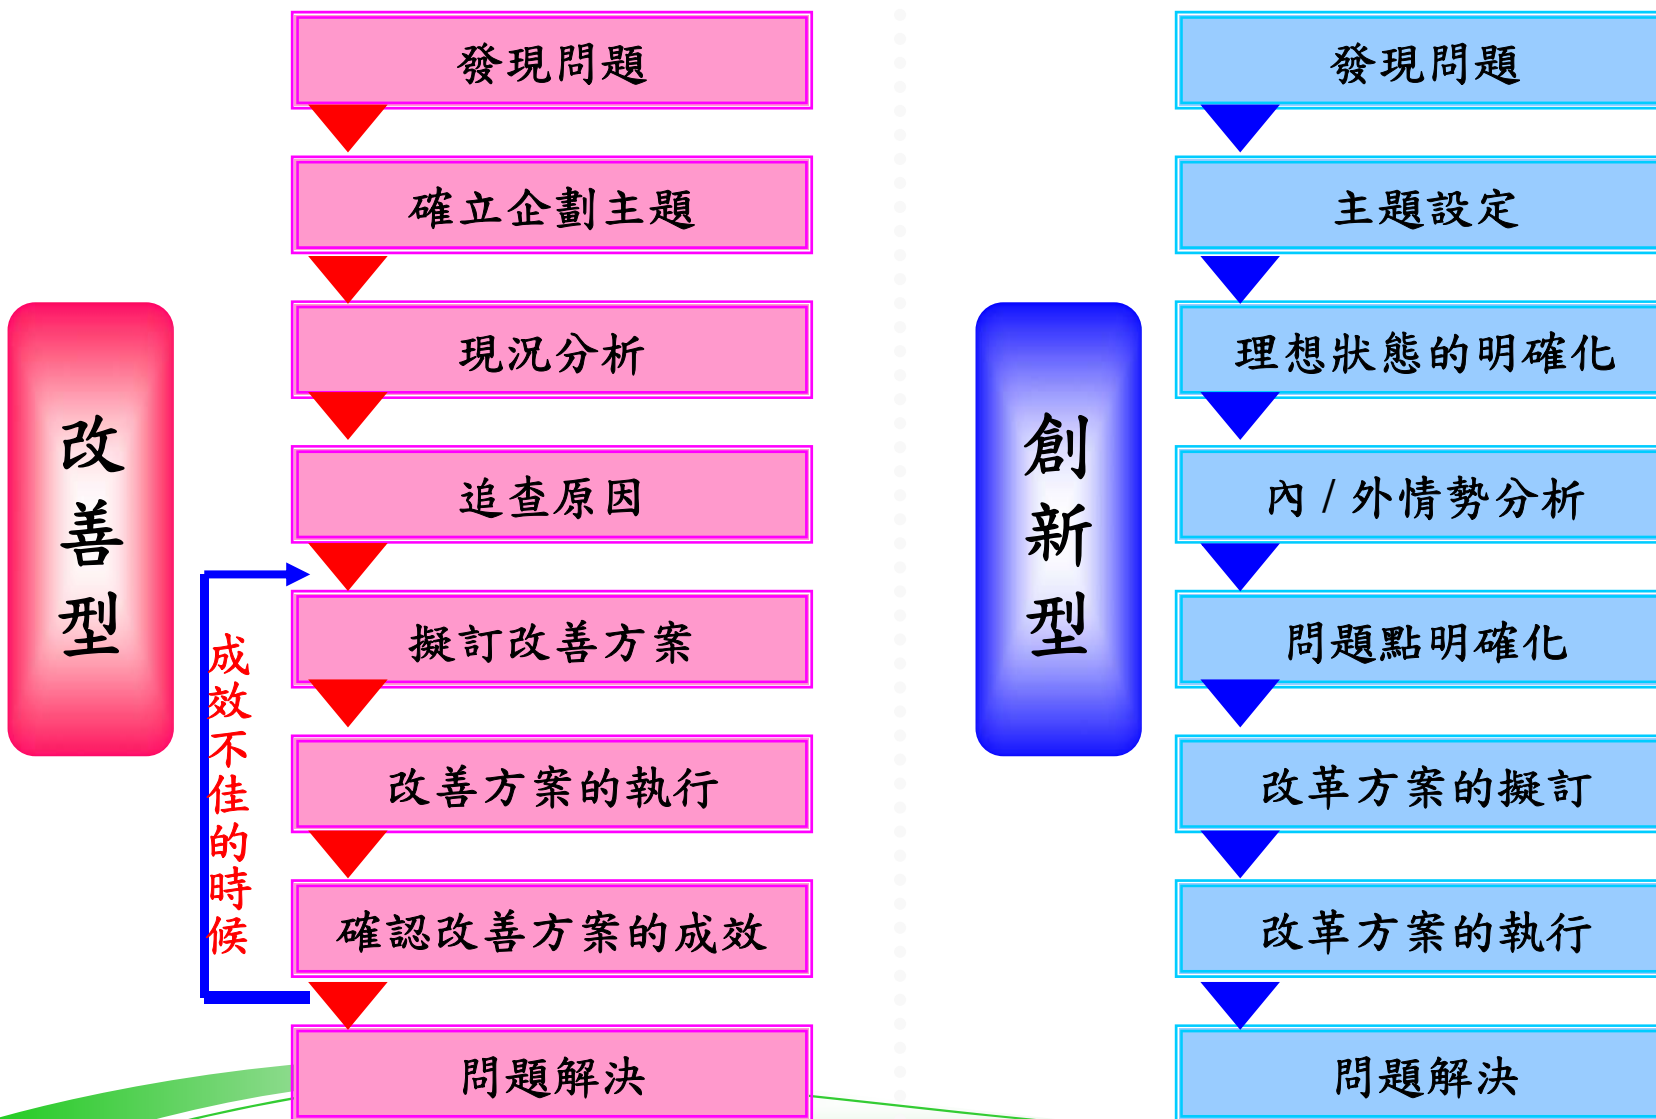 改善型
發現問題
確立企劃主題
現況分析
追查原因
擬訂改善方案
改善方案的執行
確認改善方案的成效
問題解決
成效不佳的時候
創新型
發現問題
主題設定
理想狀態的明確化
內 / 外情勢分析
問題點明確化
改革方案的擬訂
改革方案的執行
問題解決